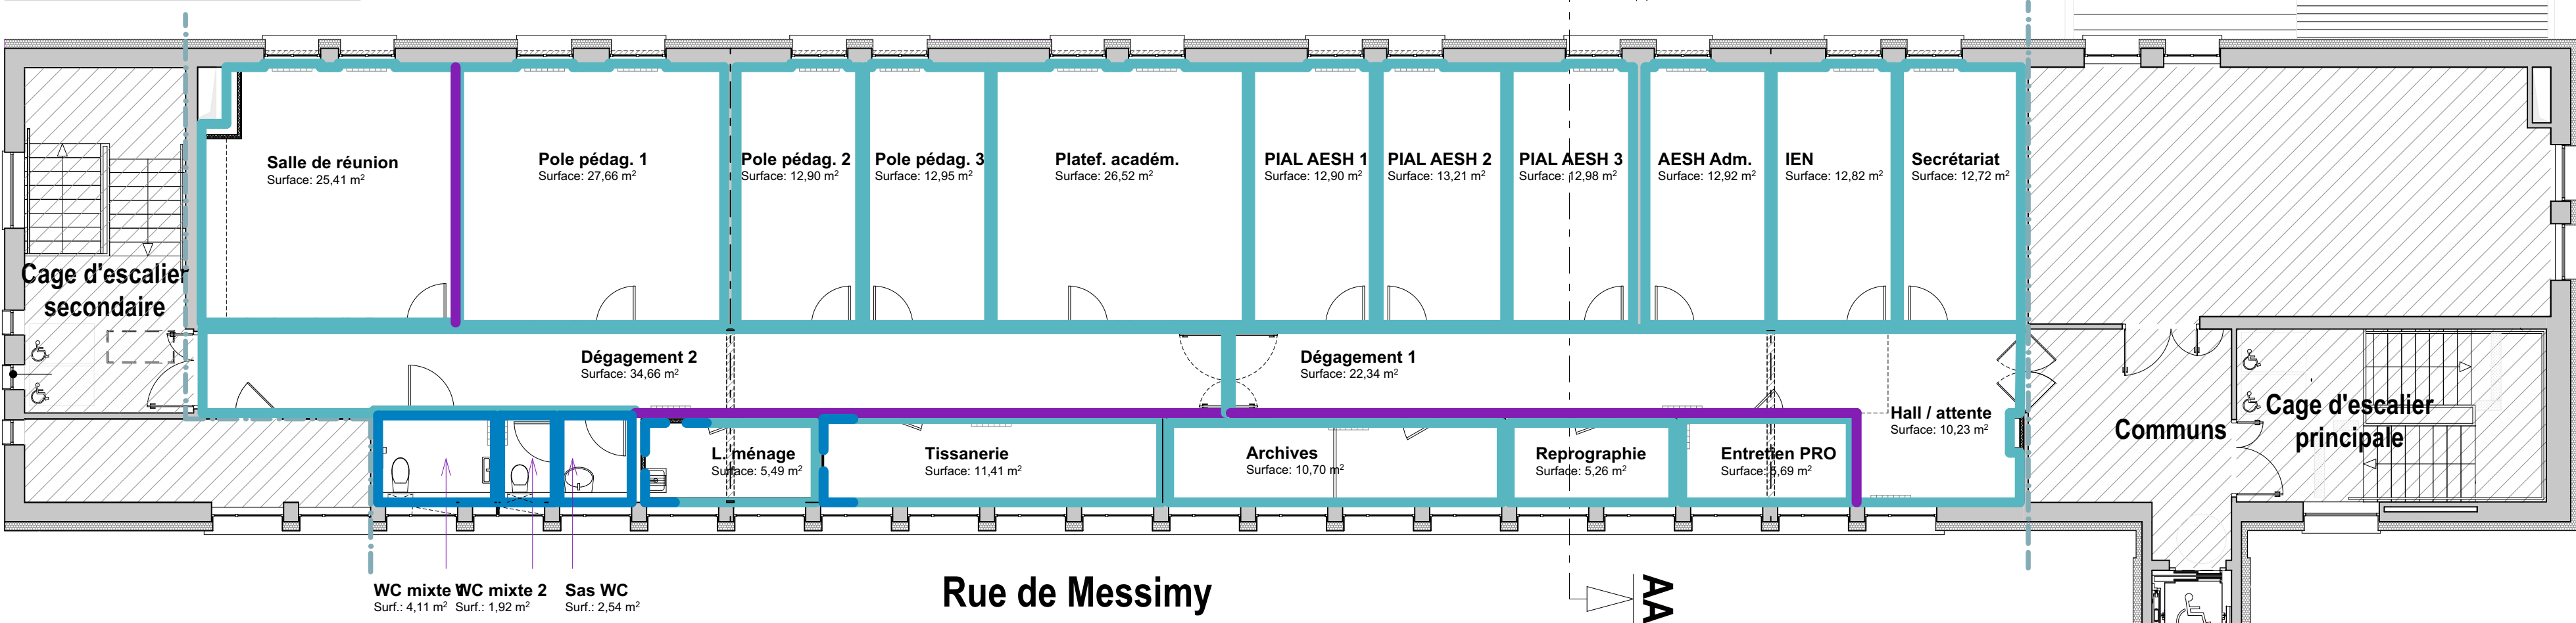 Salle de réunion
Surface: 25,41 m²
Pole pédag. 1
Surface: 27,66 m²
Pole pédag. 2
Surface: 12,90 m²
Pole pédag. 3
Surface: 12,95 m²
Platef. académ.
Surface: 26,52 m²
PIAL AESH 1
Surface: 12,90 m²
PIAL AESH 2
Surface: 13,21 m²
PIAL AESH 3
Surface: 12,98 m²
AESH Adm.
Surface: 12,92 m²
IEN
Surface: 12,82 m²
Secrétariat
Surface: 12,72 m²
Cage d'escalier
secondaire
Dégagement 2
Surface: 34,66 m²
Dégagement 1
Surface: 22,34 m²
Hall / attente
Surface: 10,23 m²
Communs
Cage d'escalier
principale
L. ménage
Surface: 5,49 m²
Tissanerie
Surface: 11,41 m²
Archives
Surface: 10,70 m²
Reprographie
Surface: 5,26 m²
Entretien PRO
Surface: 5,69 m²
WC mixte 1
Surf.: 4,11 m²
WC mixte 2
Surf.: 1,92 m²
Sas WC
Surf.: 2,54 m²
Rue de Messimy
AA